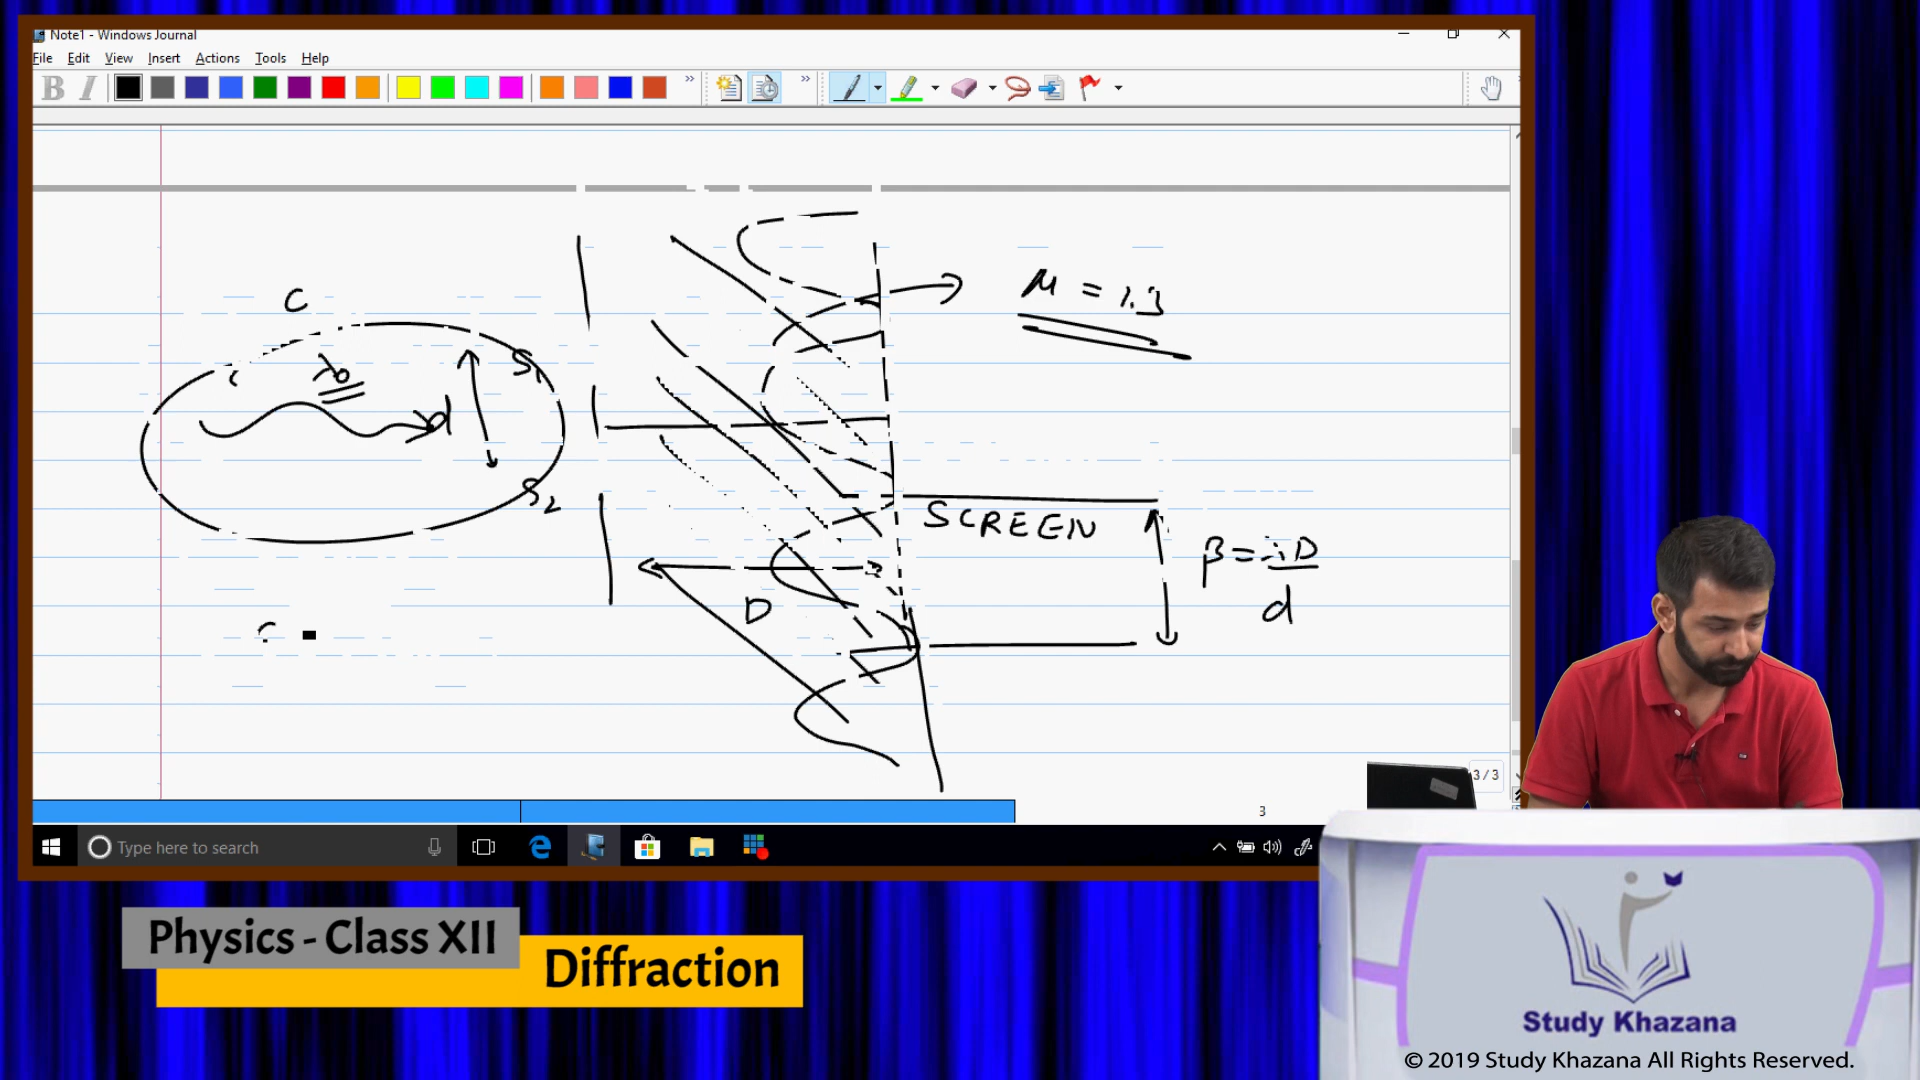 Note1 - Windows Journal
File Edit View Insert Actions Tools Help
B I
C
μ = 1.3
λ0
S1
d
S2
SCREEN
β = λD
d
D
3 / 3
3
Type here to search
Physics - Class XII
Diffraction
Study Khazana
© 2019 Study Khazana All Rights Reserved.